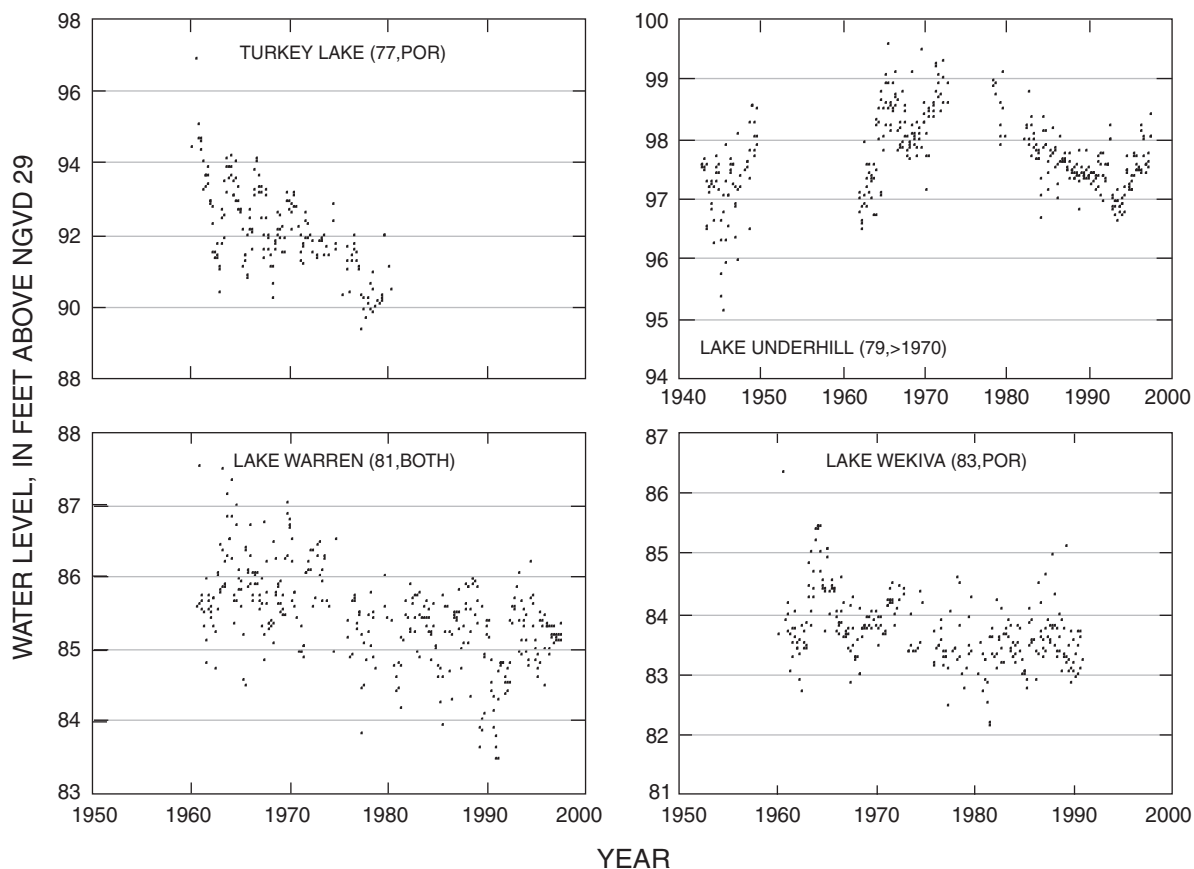 WATER LEVEL, IN FEET ABOVE NGVD 29
98
96
94
92
90
88
TURKEY LAKE (77,POR)
100
99
98
97
96
95
94
LAKE UNDERHILL (79,>1970)
1940 1950 1960 1970 1980 1990 2000
88
87
86
85
84
83
LAKE WARREN (81,BOTH)
1950 1960 1970 1980 1990 2000
87
86
85
84
83
82
81
LAKE WEKIVA (83,POR)
1950 1960 1970 1980 1990 2000
YEAR